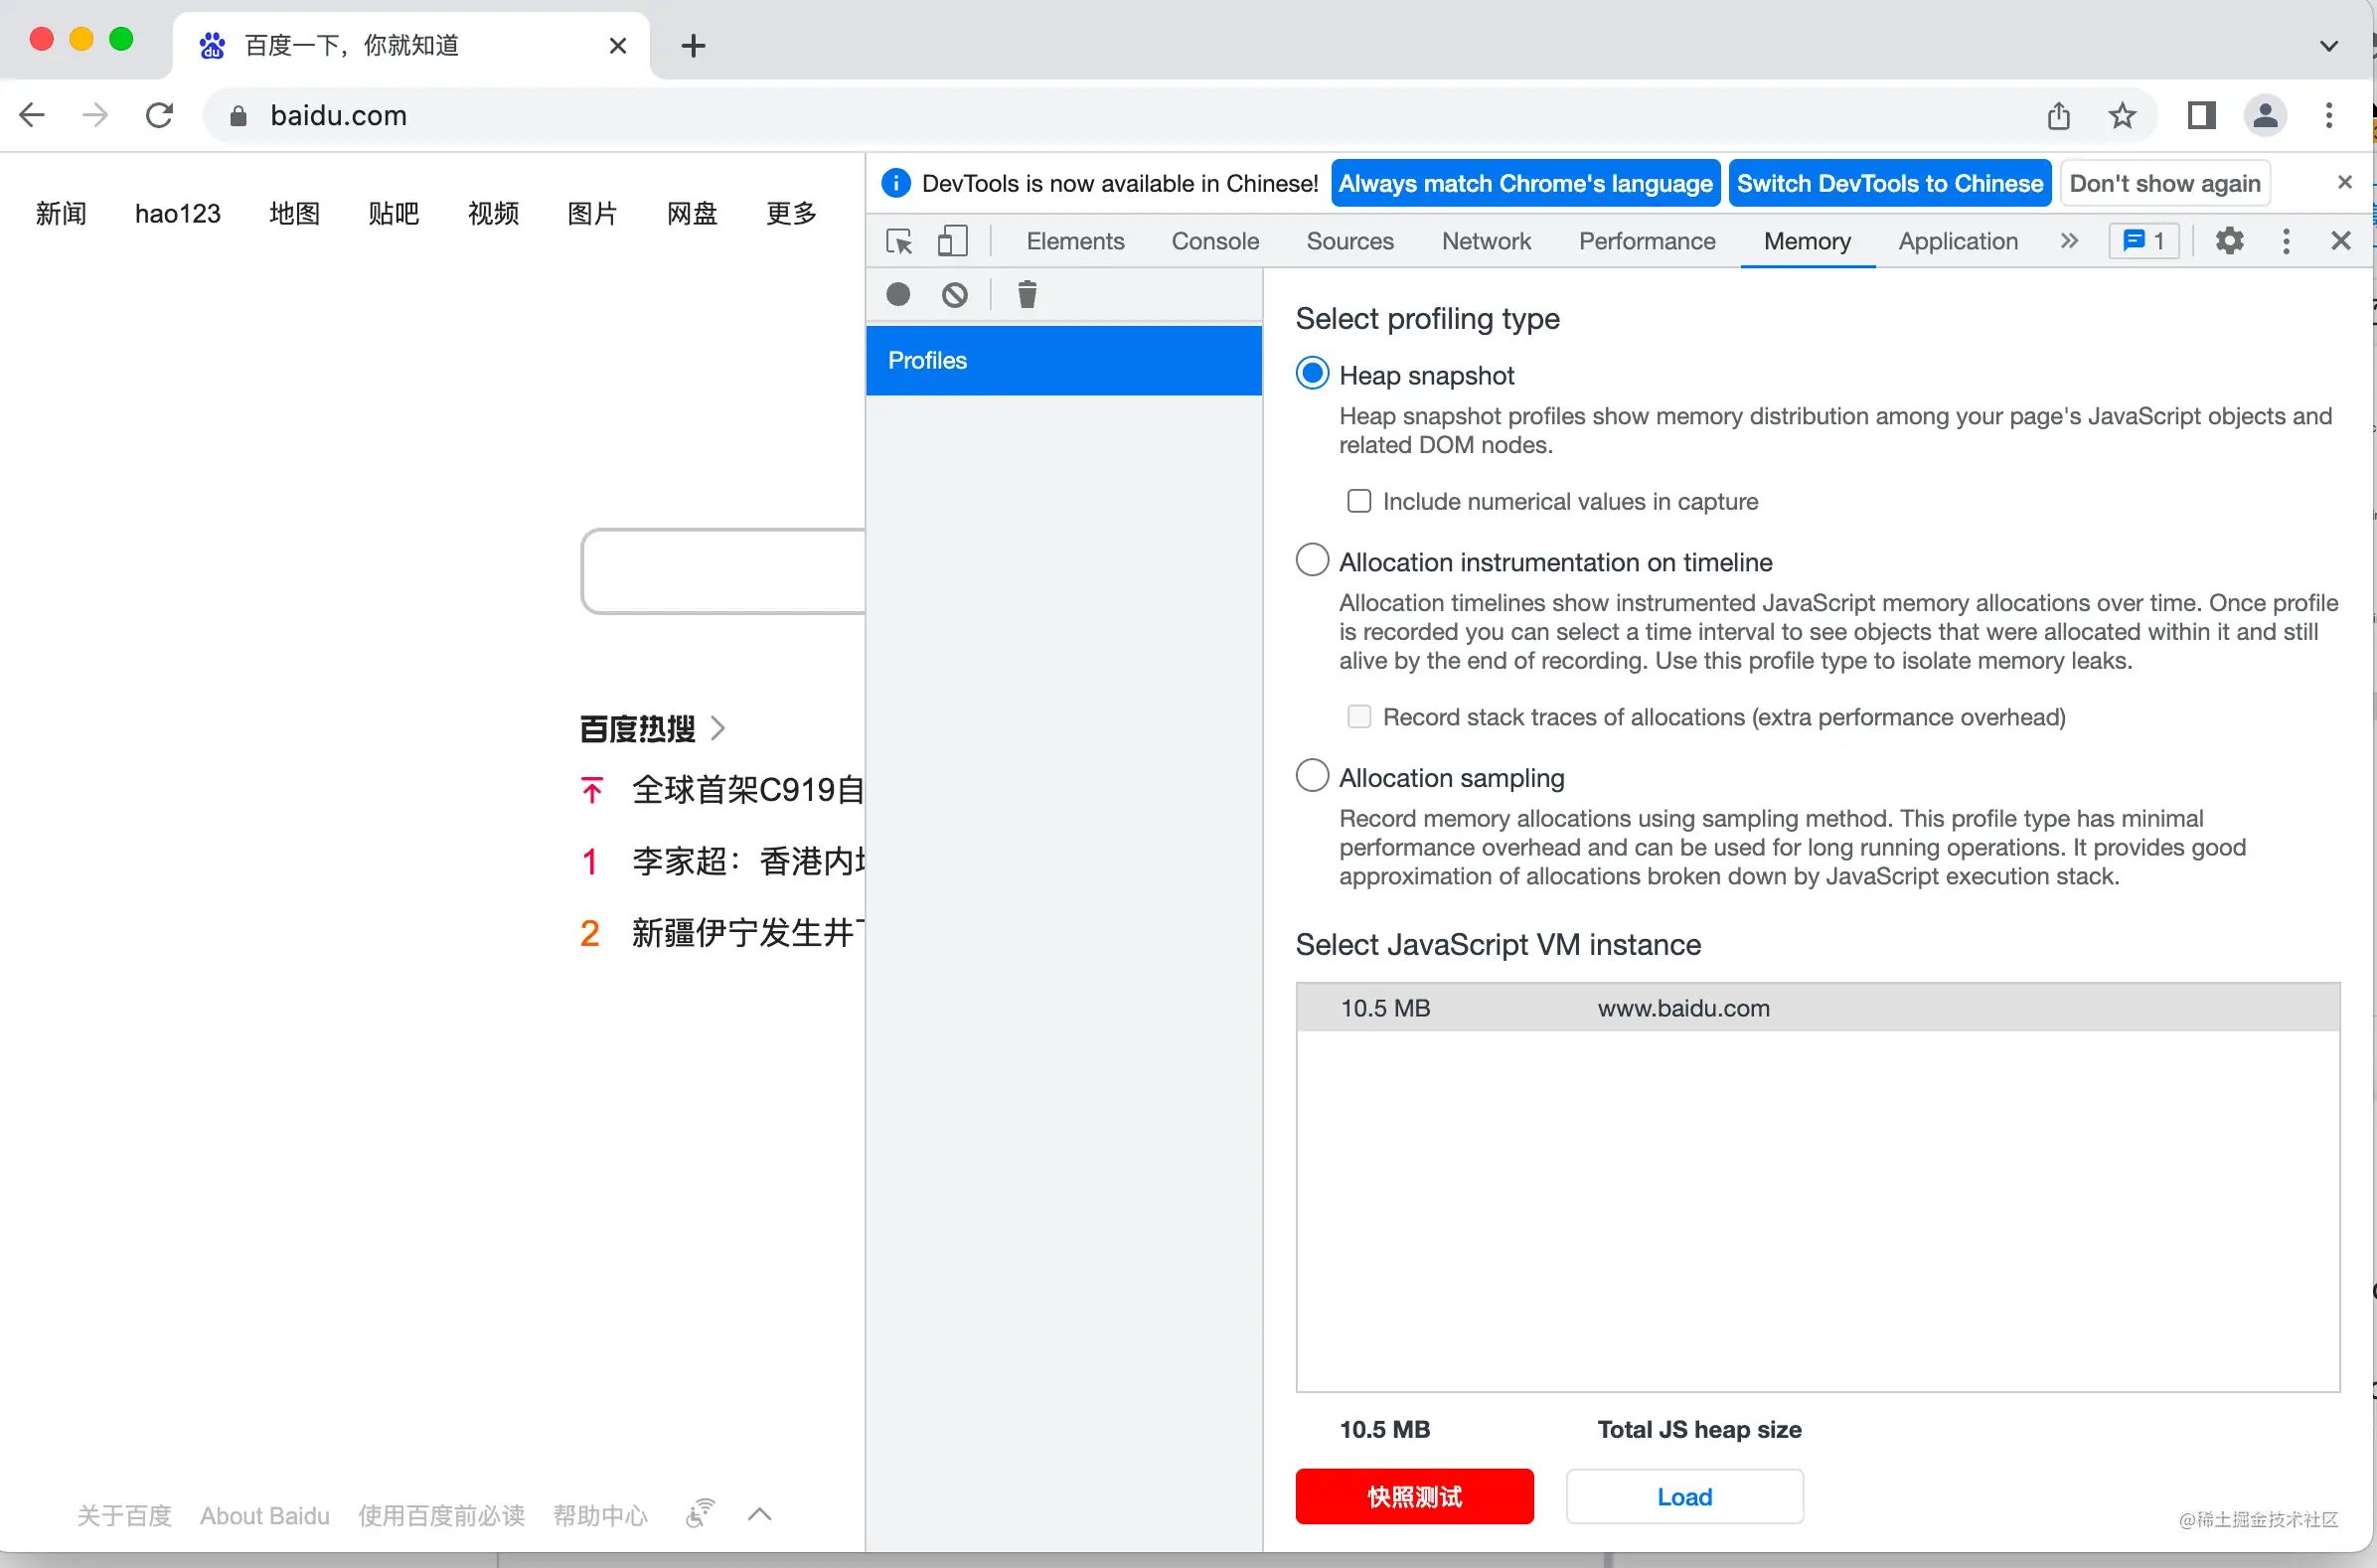 百度一下，你就知道
baidu.com
新闻 hao123 地图 贴吧 视频 图片 网盘 更多
百度热搜
全球首架C919自
1 李家超：香港内
2 新疆伊宁发生井
关于百度 About Baidu 使用百度前必读 帮助中心
DevTools is now available in Chinese! Always match Chrome's language Switch DevTools to Chinese Don't show again
Elements Console Sources Network Performance Memory Application 1
Profiles
Select profiling type
Heap snapshot
Heap snapshot profiles show memory distribution among your page's JavaScript objects and
related DOM nodes.
Include numerical values in capture
Allocation instrumentation on timeline
Allocation timelines show instrumented JavaScript memory allocations over time. Once profile
is recorded you can select a time interval to see objects that were allocated within it and still
alive by the end of recording. Use this profile type to isolate memory leaks.
Record stack traces of allocations (extra performance overhead)
Allocation sampling
Record memory allocations using sampling method. This profile type has minimal
performance overhead and can be used for long running operations. It provides good
approximation of allocations broken down by JavaScript execution stack.
Select JavaScript VM instance
10.5 MB www.baidu.com
10.5 MB Total JS heap size
快照测试 Load
@稀土掘金技术社区